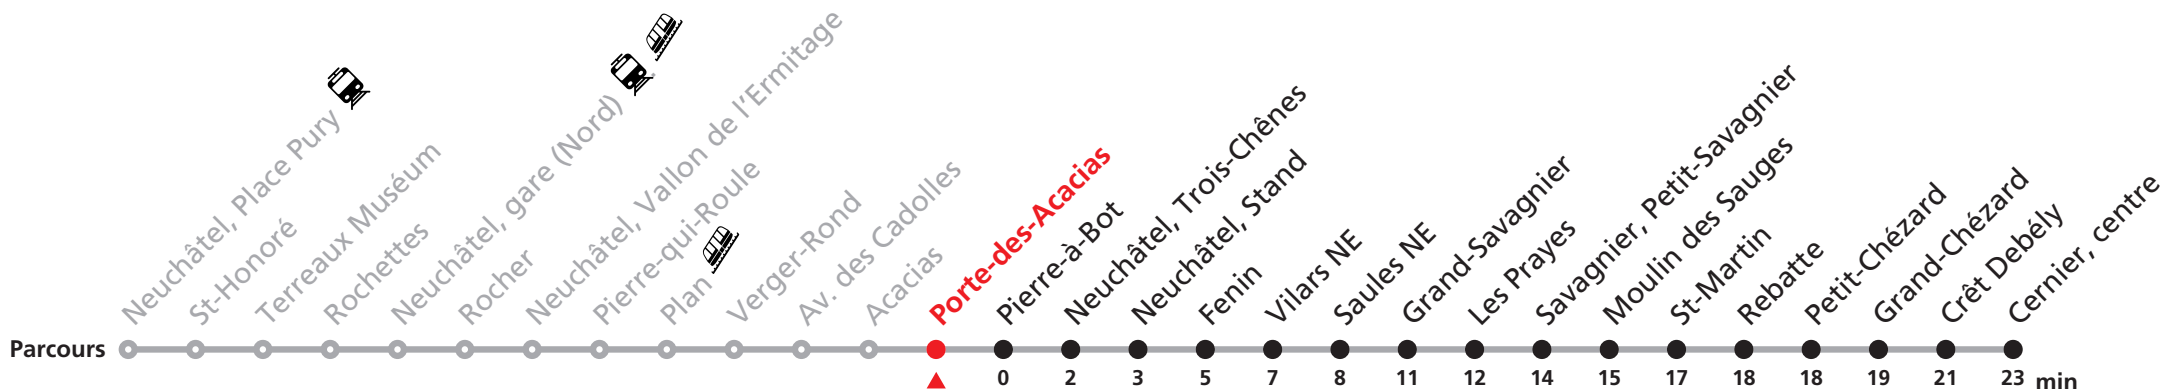 Neuchâtel, Place Pury
St-Honoré
Terreaux Muséum
Rochettes
Neuchâtel, gare (Nord)
Rocher
Neuchâtel, Vallon de l'Ermitage
Pierre-qui-Roule
Plan
Verger-Rond
Av. des Cadolles
Acacias
Porte-des-Acacias
Pierre-à-Bot
Neuchâtel, Trois-Chênes
Neuchâtel, Stand
Fenin
Vilars NE
Saules NE
Grand-Savagnier
Les Prayes
Savagnier, Petit-Savagnier
Moulin des Sauges
St-Martin
Rebatte
Petit-Chézard
Grand-Chézard
Crêt Debély
Cernier, centre
Parcours
0 2 3 5 7 8 11 12 14 15 17 18 18 19 21 23 min